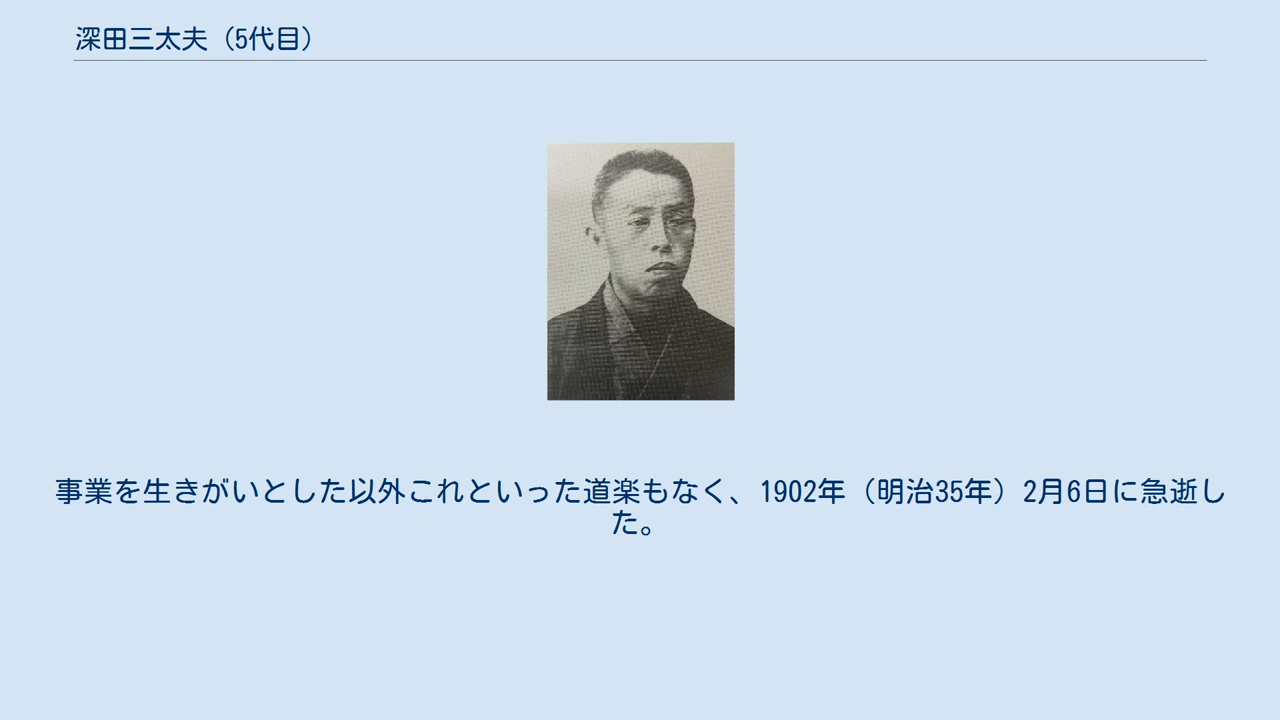 深田三太夫（5代目）
事業を生きがいとした以外これといった道楽もなく、1902年（明治35年）2月6日に急逝し
た。